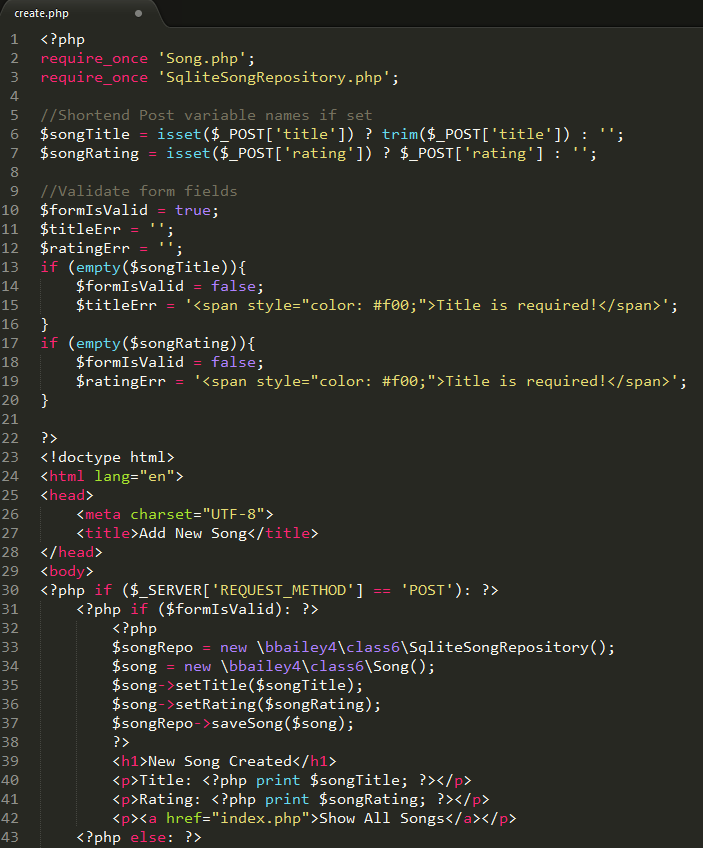 create.php
1 <?php
2 require_once 'Song.php';
3 require_once 'SqliteSongRepository.php';
4
5 //Shortend Post variable names if set
6 $songTitle = isset($_POST['title']) ? trim($_POST['title']) : '';
7 $songRating = isset($_POST['rating']) ? $_POST['rating'] : '';
8
9 //Validate form fields
10 $formIsValid = true;
11 $titleErr = '';
12 $ratingErr = '';
13 if (empty($songTitle)){
14     $formIsValid = false;
15     $titleErr = '<span style="color: #f00;">Title is required!</span>';
16 }
17 if (empty($songRating)){
18     $formIsValid = false;
19     $ratingErr = '<span style="color: #f00;">Title is required!</span>';
20 }
21
22 ?>
23 <!doctype html>
24 <html lang="en">
25 <head>
26     <meta charset="UTF-8">
27     <title>Add New Song</title>
28 </head>
29 <body>
30 <?php if ($_SERVER['REQUEST_METHOD'] == 'POST'): ?>
31     <?php if ($formIsValid): ?>
32         <?php
33         $songRepo = new \bbailey4\class6\SqliteSongRepository();
34         $song = new \bbailey4\class6\Song();
35         $song->setTitle($songTitle);
36         $song->setRating($songRating);
37         $songRepo->saveSong($song);
38         ?>
39         <h1>New Song Created</h1>
40         <p>Title: <?php print $songTitle; ?></p>
41         <p>Rating: <?php print $songRating; ?></p>
42         <p><a href="index.php">Show All Songs</a></p>
43     <?php else: ?>